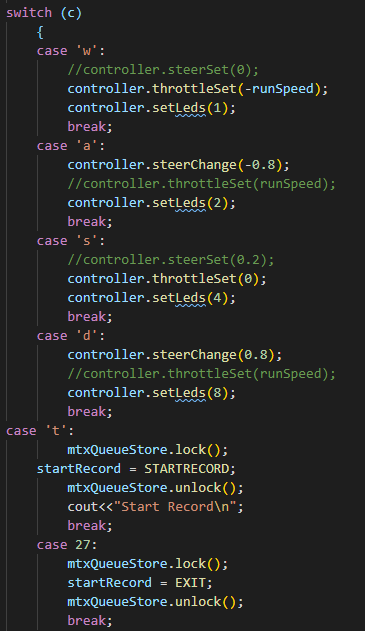 switch (c)
    {
    case 'w':
        //controller.steerSet(0);
        controller.throttleSet(-runSpeed);
        controller.setLeds(1);
        break;
    case 'a':
        controller.steerChange(-0.8);
        //controller.throttleSet(runSpeed);
        controller.setLeds(2);
        break;
    case 's':
        //controller.steerSet(0.2);
        controller.throttleSet(0);
        controller.setLeds(4);
        break;
    case 'd':
        controller.steerChange(0.8);
        //controller.throttleSet(runSpeed);
        controller.setLeds(8);
        break;
case 't':
        mtxQueueStore.lock();
    startRecord = STARTRECORD;
        mtxQueueStore.unlock();
        cout<<"Start Record\n";
        break;
    case 27:
        mtxQueueStore.lock();
        startRecord = EXIT;
        mtxQueueStore.unlock();
        break;